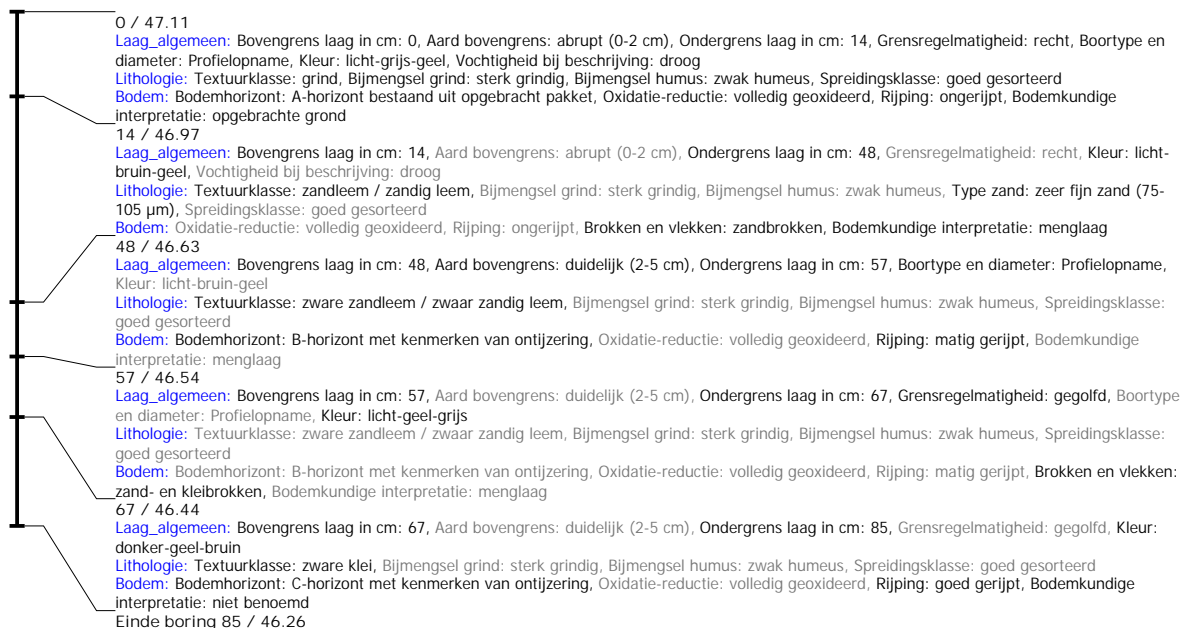 0 / 47.11
Laag_algemeen: Bovengrens laag in cm: 0, Aard bovengrens: abrupt (0-2 cm), Ondergrens laag in cm: 14, Grensregelmatigheid: recht, Boortype en
diameter: Profielopname, Kleur: licht-grijs-geel, Vochtigheid bij beschrijving: droog
Lithologie: Textuurklasse: grind, Bijmengsel grind: sterk grindig, Bijmengsel humus: zwak humeus, Spreidingsklasse: goed gesorteerd
Bodem: Bodemhorizont: A-horizont bestaand uit opgebracht pakket, Oxidatie-reductie: volledig geoxideerd, Rijping: ongerijpt, Bodemkundige
interpretatie: opgebrachte grond
14 / 46.97
Laag_algemeen: Bovengrens laag in cm: 14, Aard bovengrens: abrupt (0-2 cm), Ondergrens laag in cm: 48, Grensregelmatigheid: recht, Kleur: licht-
bruin-geel, Vochtigheid bij beschrijving: droog
Lithologie: Textuurklasse: zandleem / zandig leem, Bijmengsel grind: sterk grindig, Bijmengsel humus: zwak humeus, Type zand: zeer fijn zand (75-
105 µm), Spreidingsklasse: goed gesorteerd
Bodem: Oxidatie-reductie: volledig geoxideerd, Rijping: ongerijpt, Brokken en vlekken: zandbrokken, Bodemkundige interpretatie: menglaag
48 / 46.63
Laag_algemeen: Bovengrens laag in cm: 48, Aard bovengrens: duidelijk (2-5 cm), Ondergrens laag in cm: 57, Boortype en diameter: Profielopname,
Kleur: licht-bruin-geel
Lithologie: Textuurklasse: zware zandleem / zwaar zandig leem, Bijmengsel grind: sterk grindig, Bijmengsel humus: zwak humeus, Spreidingsklasse:
goed gesorteerd
Bodem: Bodemhorizont: B-horizont met kenmerken van ontijzering, Oxidatie-reductie: volledig geoxideerd, Rijping: matig gerijpt, Bodemkundige
interpretatie: menglaag
57 / 46.54
Laag_algemeen: Bovengrens laag in cm: 57, Aard bovengrens: duidelijk (2-5 cm), Ondergrens laag in cm: 67, Grensregelmatigheid: gegolfd, Boortype
en diameter: Profielopname, Kleur: licht-geel-grijs
Lithologie: Textuurklasse: zware zandleem / zwaar zandig leem, Bijmengsel grind: sterk grindig, Bijmengsel humus: zwak humeus, Spreidingsklasse:
goed gesorteerd
Bodem: Bodemhorizont: B-horizont met kenmerken van ontijzering, Oxidatie-reductie: volledig geoxideerd, Rijping: matig gerijpt, Brokken en vlekken:
zand- en kleibrokken, Bodemkundige interpretatie: menglaag
67 / 46.44
Laag_algemeen: Bovengrens laag in cm: 67, Aard bovengrens: duidelijk (2-5 cm), Ondergrens laag in cm: 85, Grensregelmatigheid: gegolfd, Kleur:
donker-geel-bruin
Lithologie: Textuurklasse: zware klei, Bijmengsel grind: sterk grindig, Bijmengsel humus: zwak humeus, Spreidingsklasse: goed gesorteerd
Bodem: Bodemhorizont: C-horizont met kenmerken van ontijzering, Oxidatie-reductie: volledig geoxideerd, Rijping: goed gerijpt, Bodemkundige
interpretatie: niet benoemd
Einde boring 85 / 46.26